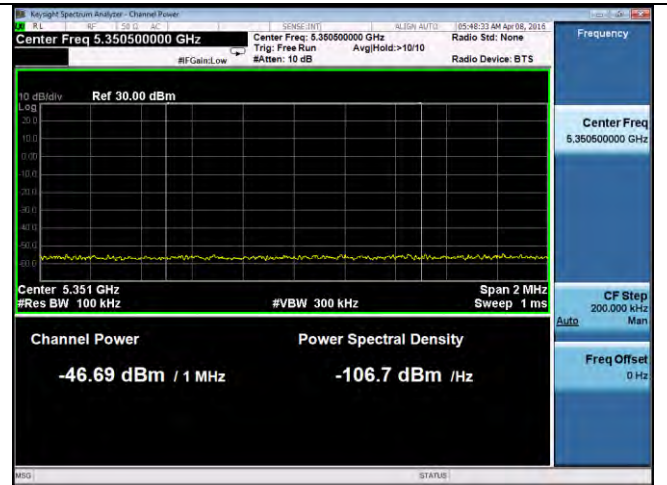 Keysight Spectrum Analyzer - Channel Power
RL RF 50 Ω AC SENSE:INT ALIGN AUTO 05:48:33 AM Apr 08, 2016
Center Freq 5.350500000 GHz
Center Freq: 5.350500000 GHz
Radio Std: None
Trig: Free Run Avg|Hold:>10/10
#IFGain:Low #Atten: 10 dB Radio Device: BTS
Frequency
10 dB/div Ref 30.00 dBm
Log
20.0
10.0
0.00
-10.0
-20.0
-30.0
-40.0
-50.0
-60.0
Center Freq
5.350500000 GHz
Center 5.351 GHz Span 2 MHz
#Res BW 100 kHz #VBW 300 kHz Sweep 1 ms
CF Step
200.000 kHz
Auto Man
Channel Power Power Spectral Density
-46.69 dBm / 1 MHz -106.7 dBm /Hz
Freq Offset
0 Hz
MSG STATUS